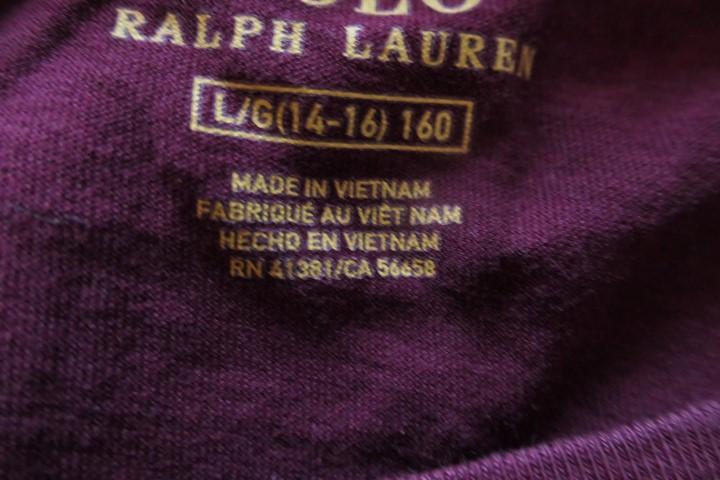 POLO
RALPH LAUREN
L/G(14-16) 160
MADE IN VIETNAM
FABRIQUÉ AU VIÊT NAM
HECHO EN VIETNAM
RN 41381/CA 56658